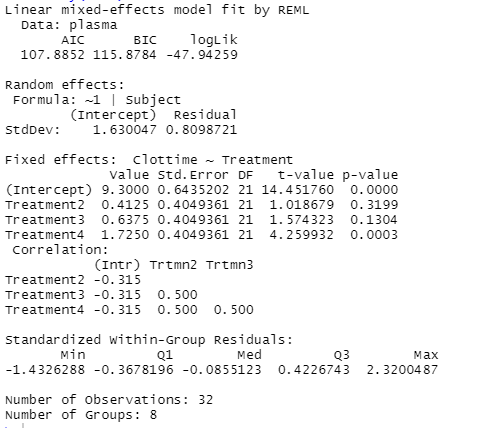 Linear mixed-effects model fit by REML
Data: plasma
AIC BIC logLik
107.8852 115.8784 -47.94259
Random effects:
Formula: ~1 | Subject
(Intercept) Residual
StdDev: 1.630047 0.8098721
Fixed effects: Clottime ~ Treatment
Value Std.Error DF t-value p-value
(Intercept) 9.3000 0.6435202 21 14.451760 0.0000
Treatment2 0.4125 0.4049361 21 1.018679 0.3199
Treatment3 0.6375 0.4049361 21 1.574323 0.1304
Treatment4 1.7250 0.4049361 21 4.259932 0.0003
Correlation:
(Intr) Trtmn2 Trtmn3
Treatment2 -0.315
Treatment3 -0.315 0.500
Treatment4 -0.315 0.500 0.500
Standardized Within-Group Residuals:
Min Q1 Med Q3 Max
-1.4326288 -0.3678196 -0.0855123 0.4226743 2.3200487
Number of Observations: 32
Number of Groups: 8